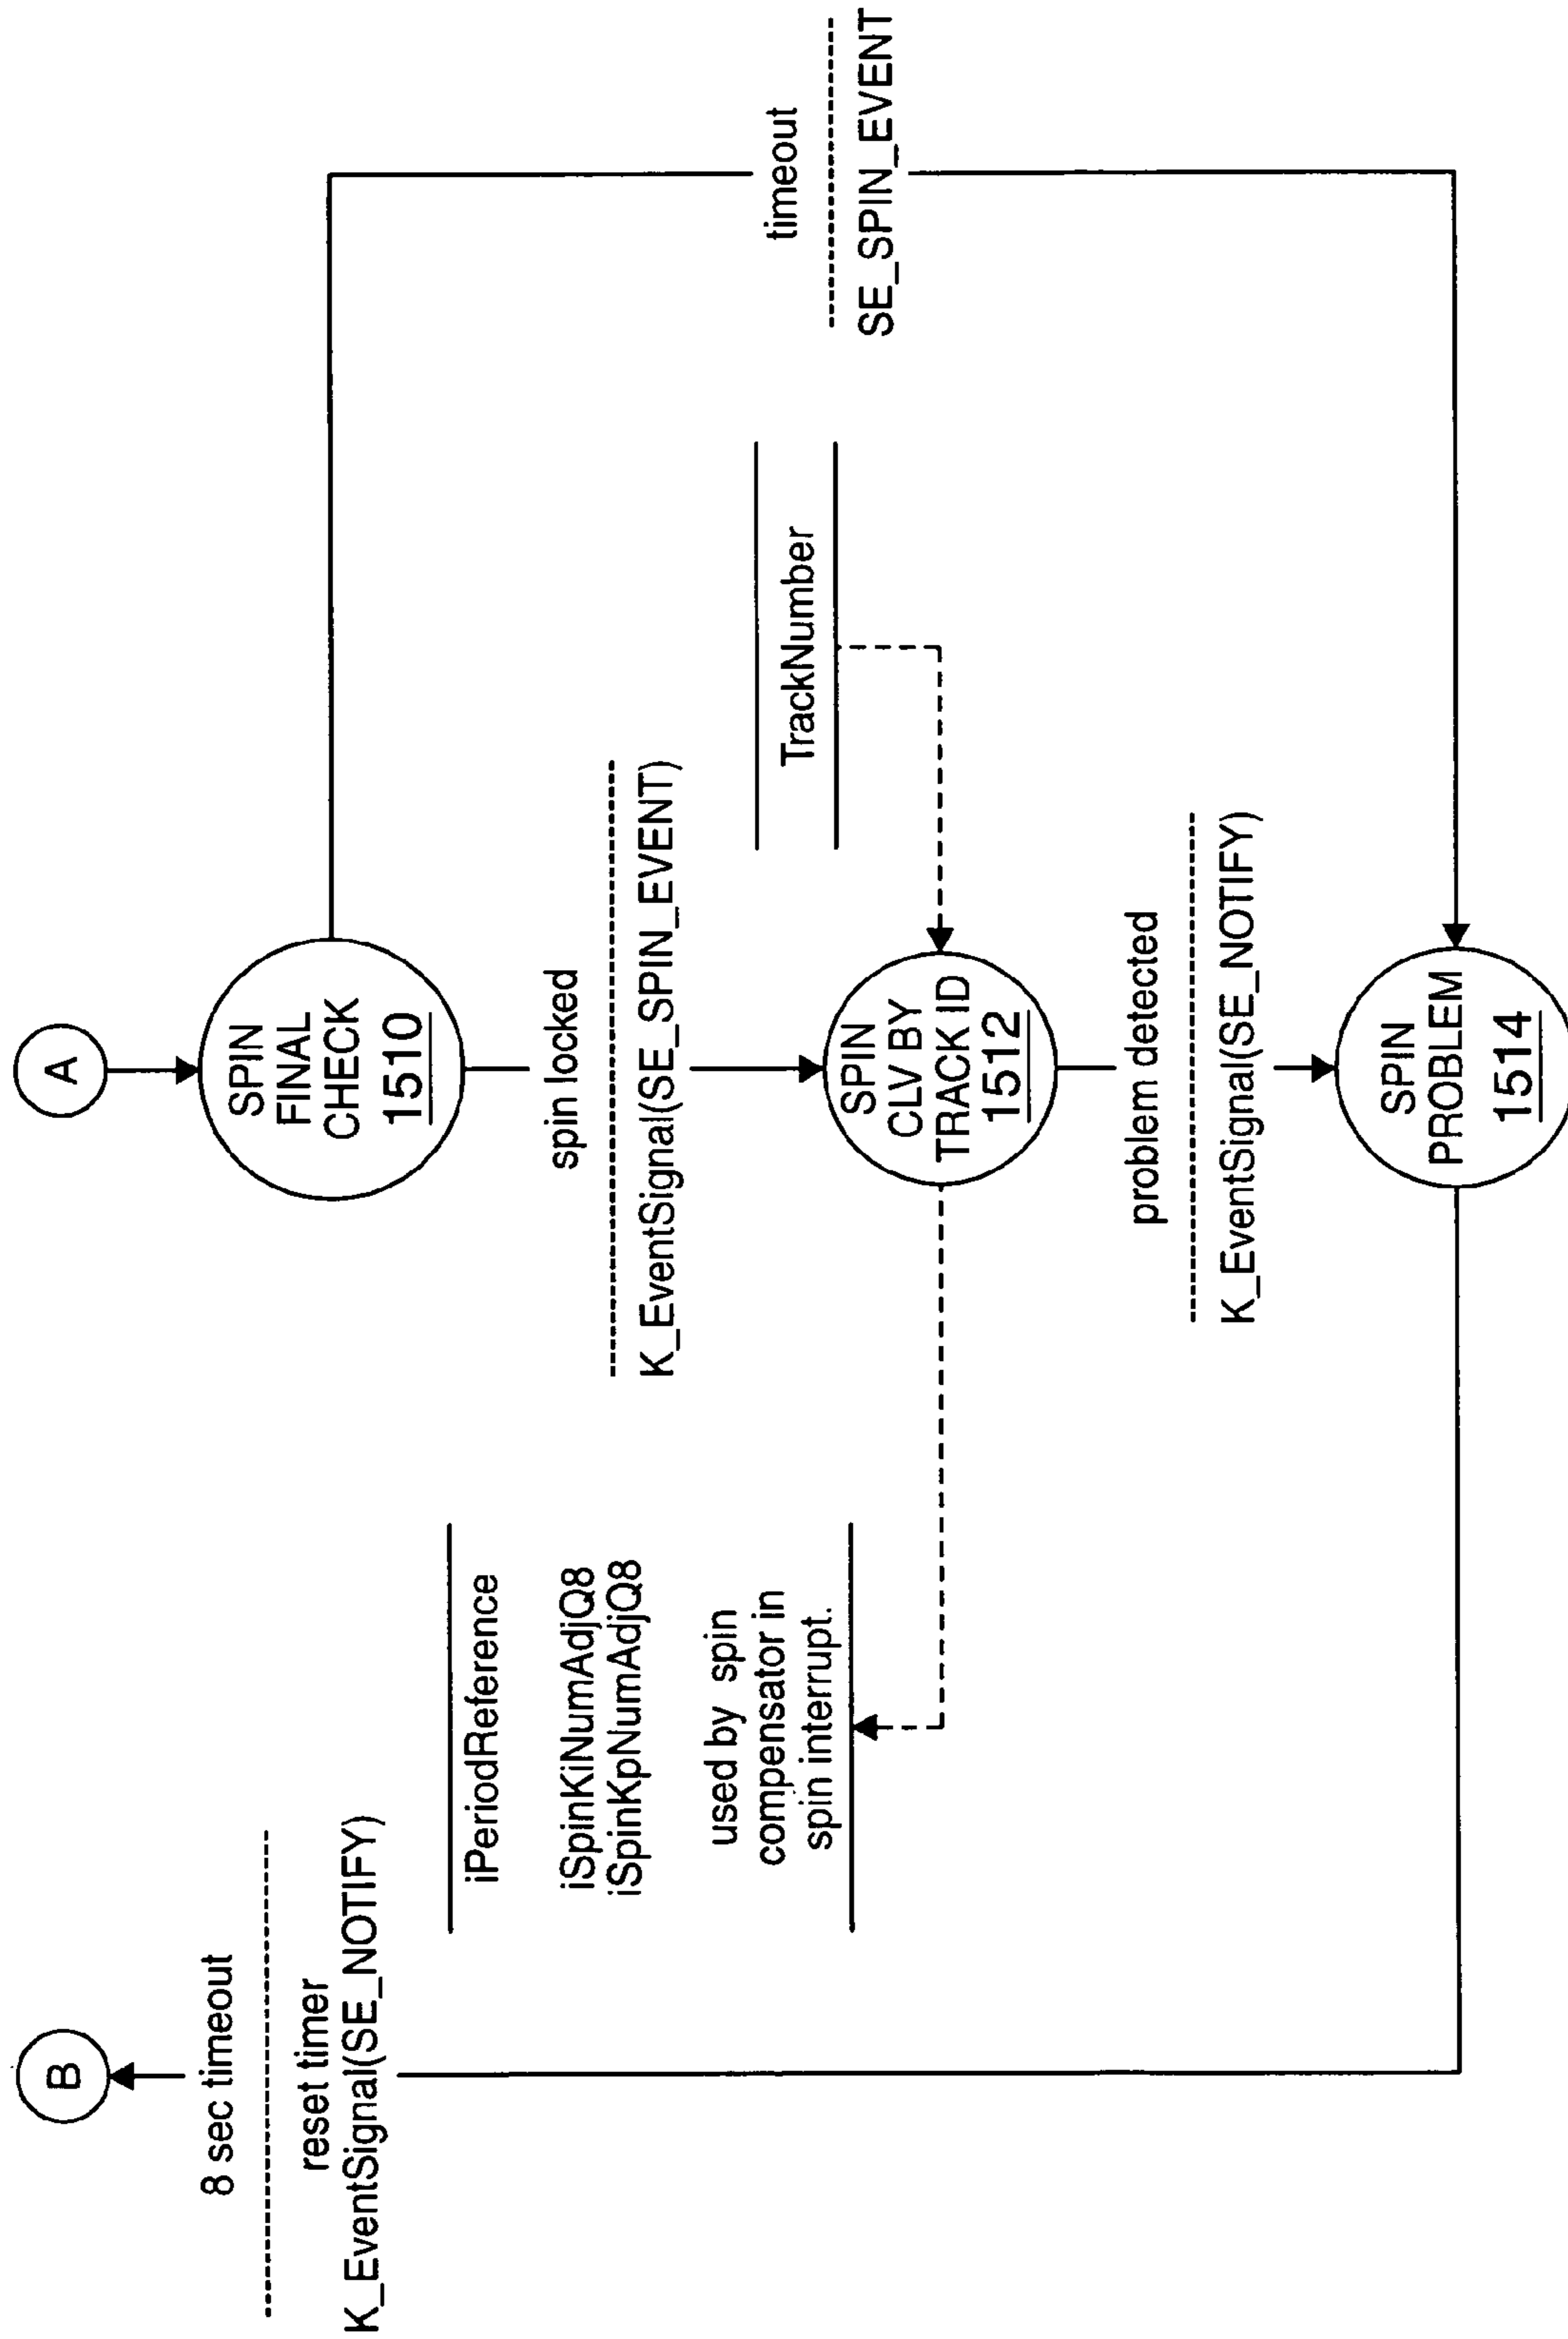 A
SPIN
FINAL
CHECK
1510
spin locked
K_EventSignal(SE_SPIN_EVENT)
timeout
SE_SPIN_EVENT
TrackNumber
SPIN
CLV BY
TRACK ID
1512
iPeriodReference
iSpinKiNumAdjQ8
iSpinKpNumAdjQ8
used by spin
compensator in
spin interrupt.
problem detected
K_EventSignal(SE_NOTIFY)
SPIN
PROBLEM
1514
B
8 sec timeout
reset timer
K_EventSignal(SE_NOTIFY)